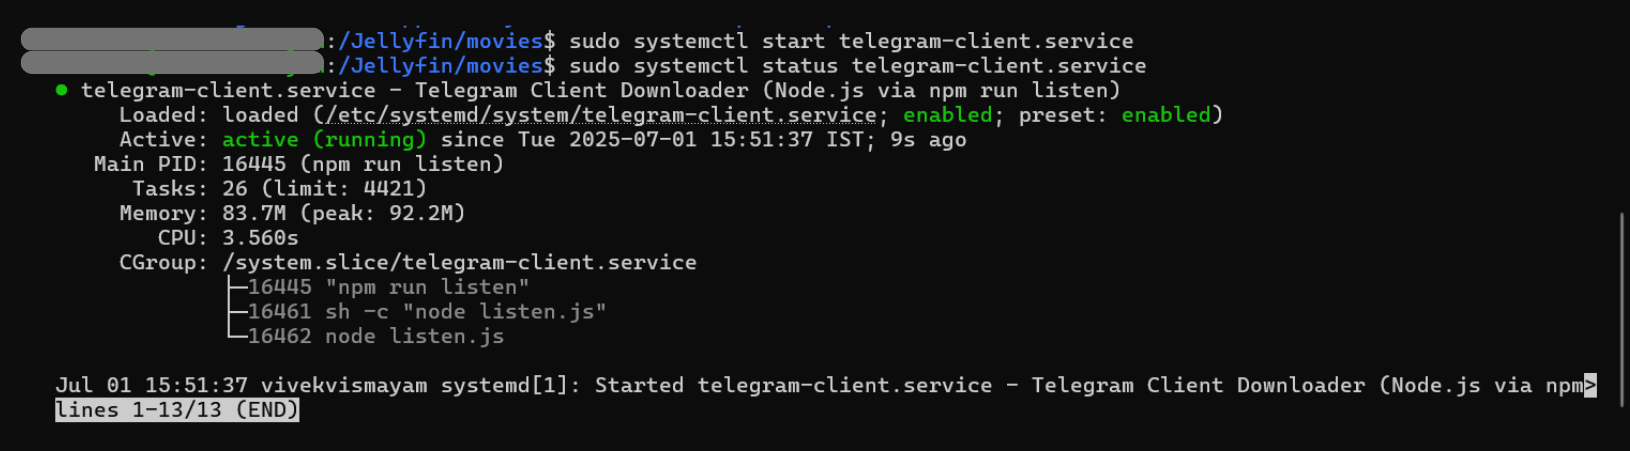 :/Jellyfin/movies$ sudo systemctl start telegram-client.service
:/Jellyfin/movies$ sudo systemctl status telegram-client.service
● telegram-client.service - Telegram Client Downloader (Node.js via npm run listen)
Loaded: loaded (/etc/systemd/system/telegram-client.service; enabled; preset: enabled)
Active: active (running) since Tue 2025-07-01 15:51:37 IST; 9s ago
Main PID: 16445 (npm run listen)
Tasks: 26 (limit: 4421)
Memory: 83.7M (peak: 92.2M)
CPU: 3.560s
CGroup: /system.slice/telegram-client.service
├─16445 "npm run listen"
├─16461 sh -c "node listen.js"
└─16462 node listen.js
Jul 01 15:51:37 vivekvismayam systemd[1]: Started telegram-client.service - Telegram Client Downloader (Node.js via npm>
lines 1-13/13 (END)